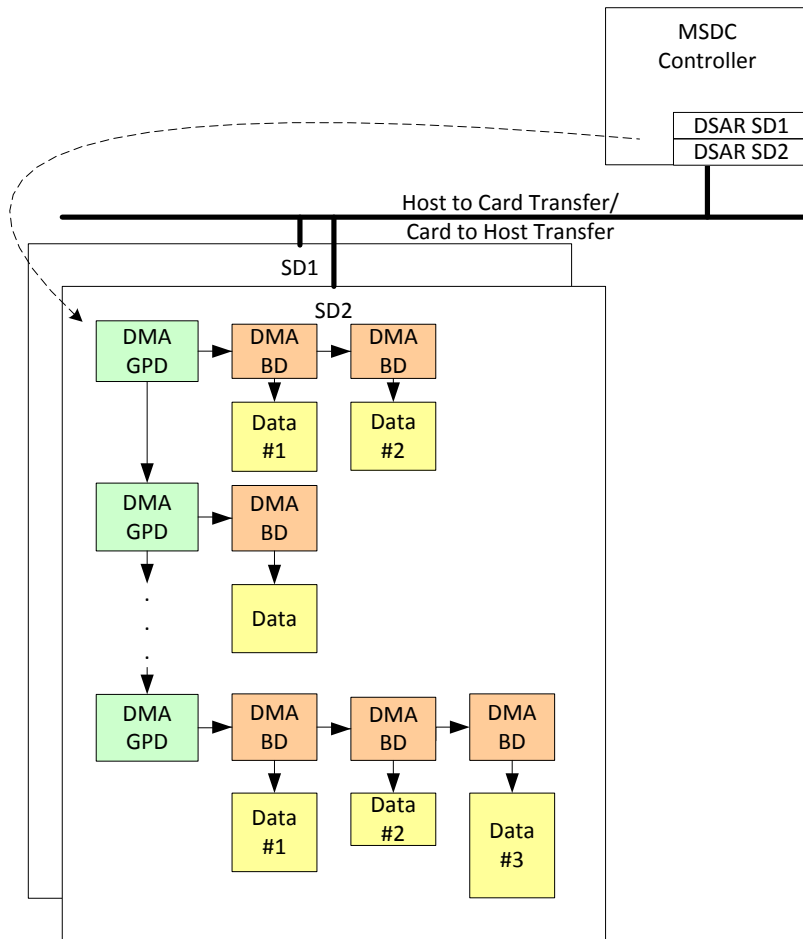 MSDC
Controller
DSAR SD1
DSAR SD2
Host to Card Transfer/
Card to Host Transfer
SD1
SD2
DMA
GPD
DMA
BD
DMA
BD
Data
#1
Data
#2
DMA
GPD
DMA
BD
Data
.
.
.
DMA
GPD
DMA
BD
DMA
BD
DMA
BD
Data
#1
Data
#2
Data
#3